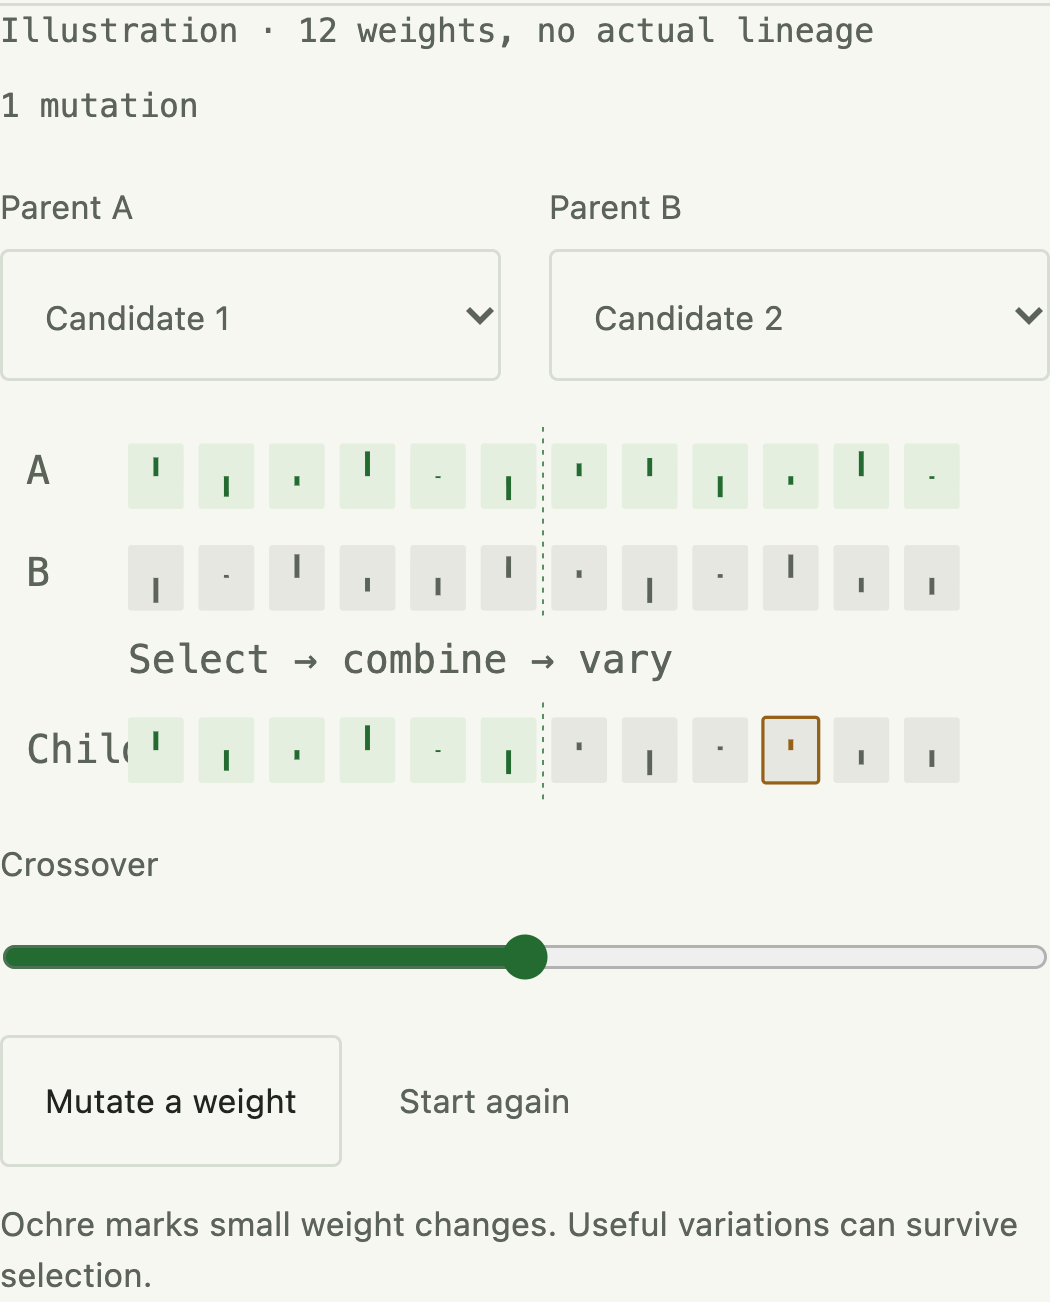 Illustration · 12 weights, no actual lineage
1 mutation
Parent A
Parent B
Candidate 1
Candidate 2
A
B
Select → combine → vary
Chil
Crossover
Mutate a weight
Start again
Ochre marks small weight changes. Useful variations can survive
selection.